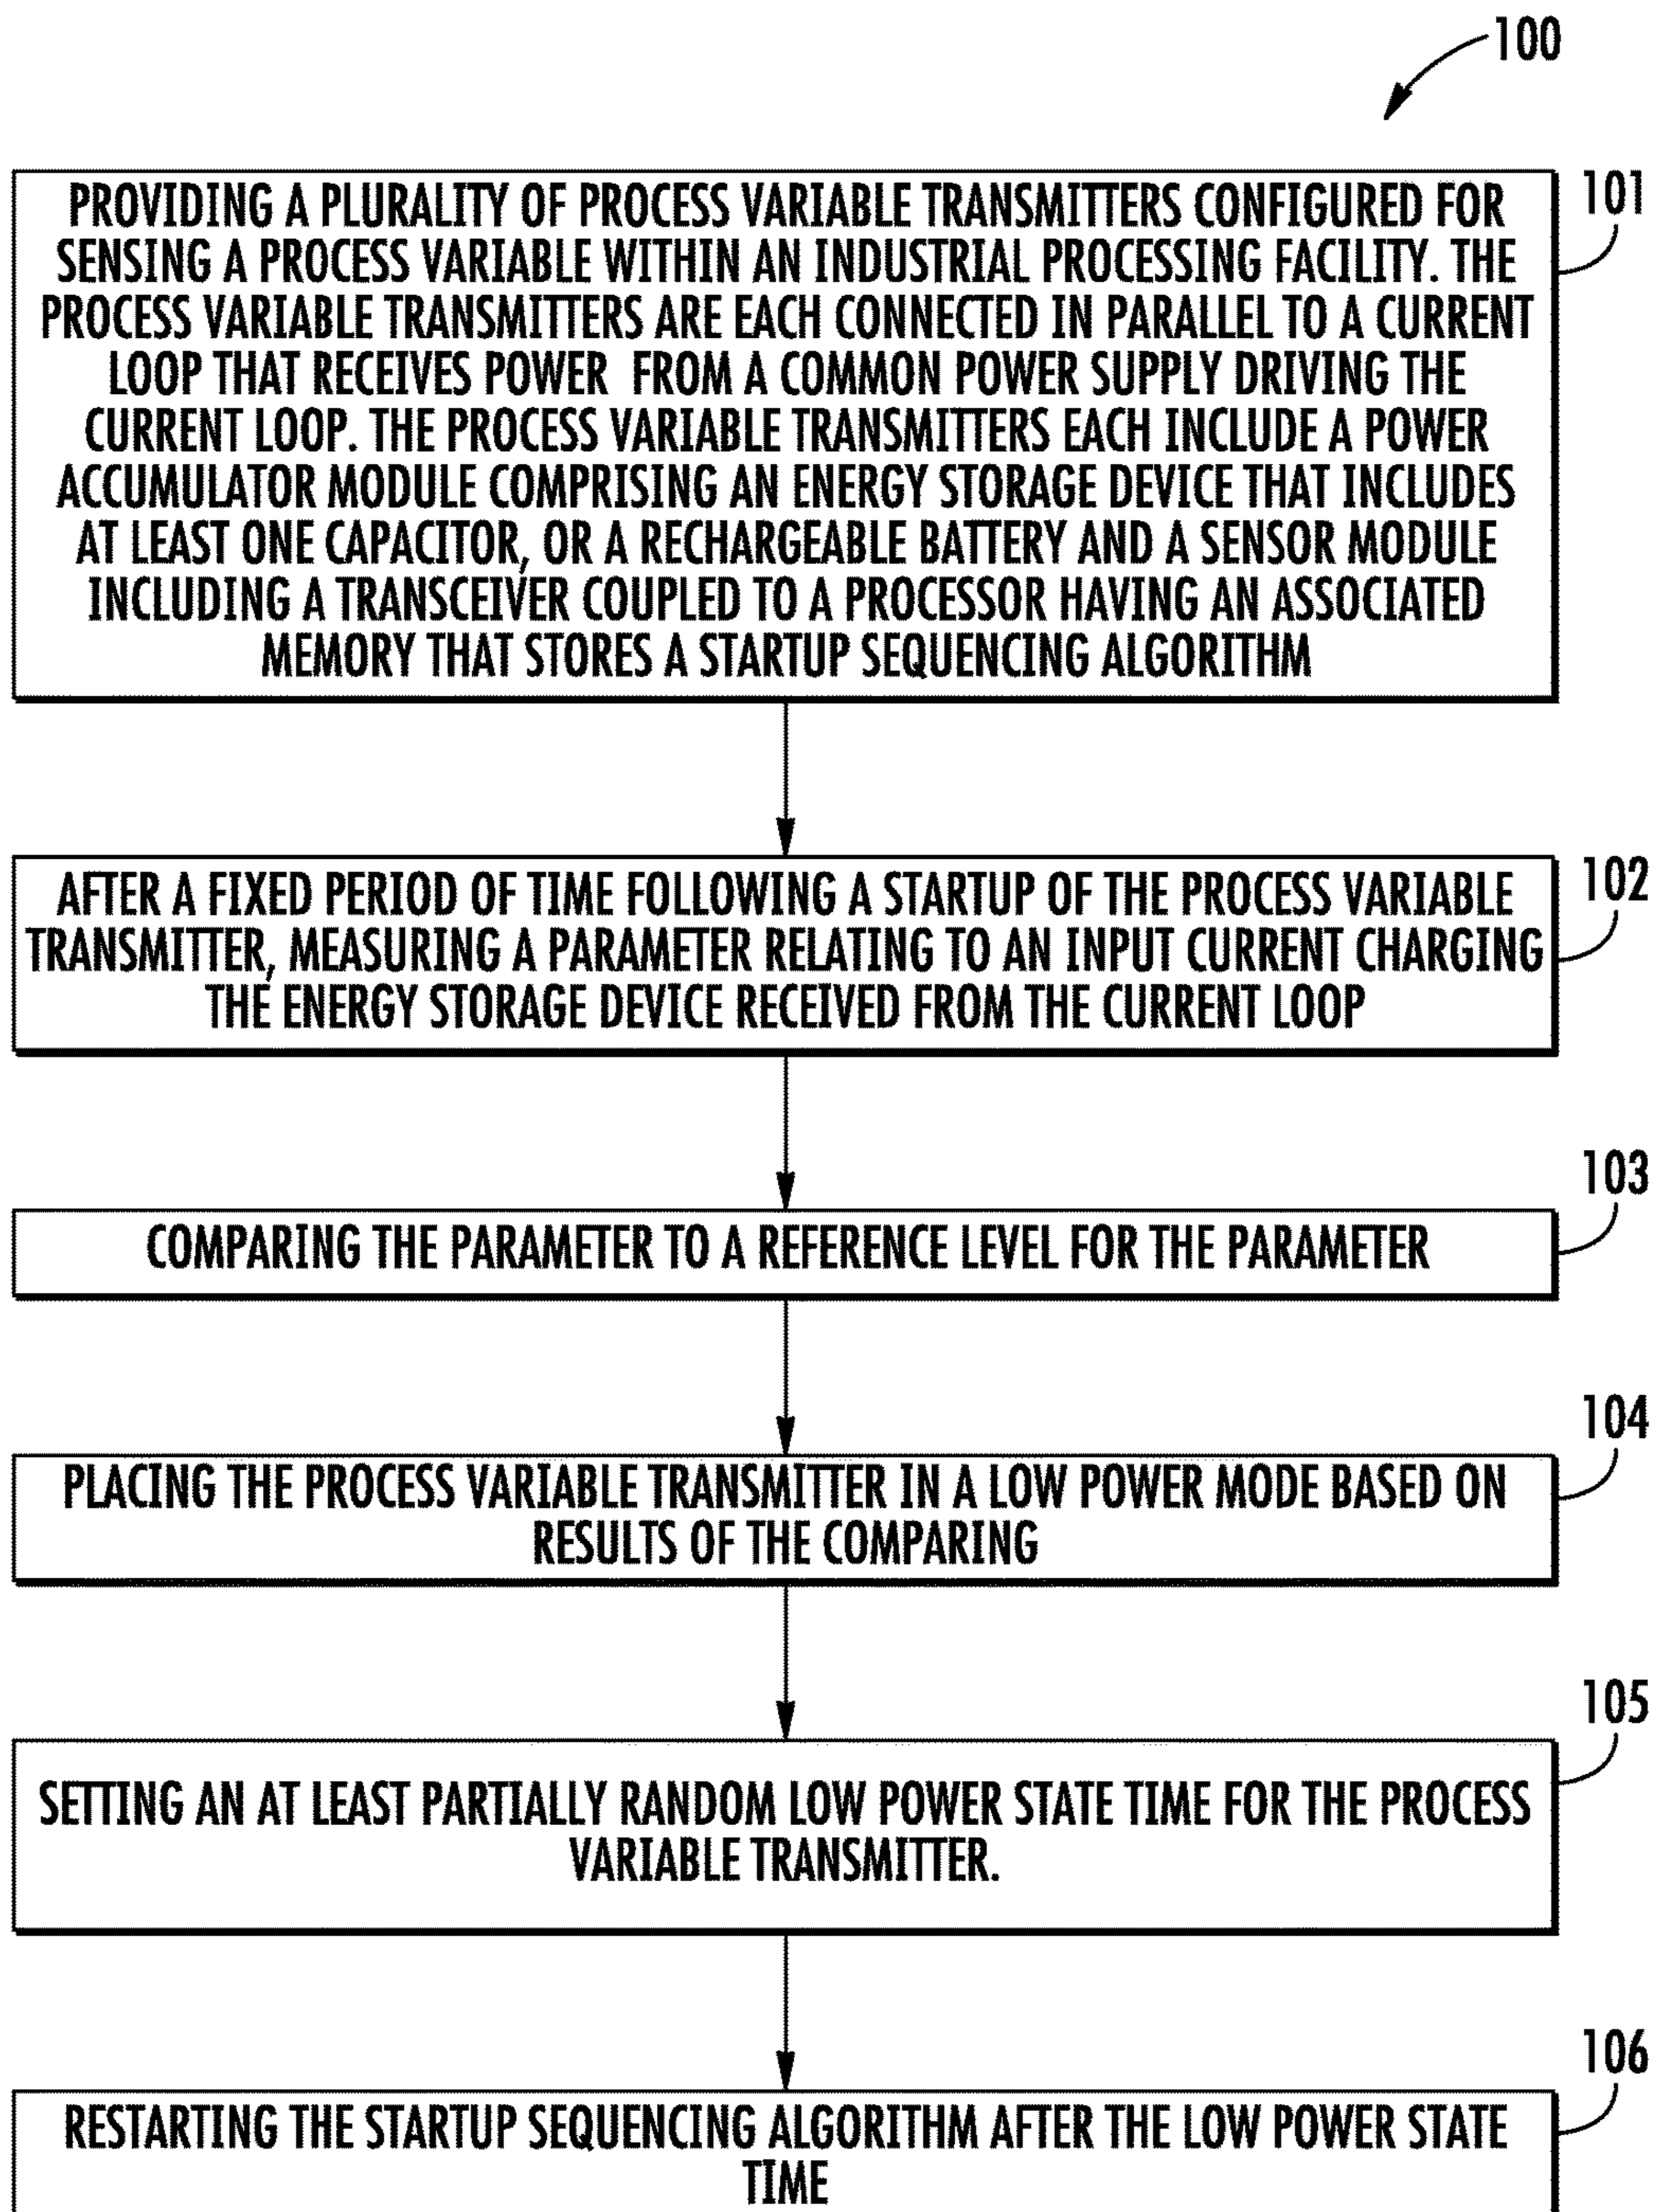 100
101
PROVIDING A PLURALITY OF PROCESS VARIABLE TRANSMITTERS CONFIGURED FOR
SENSING A PROCESS VARIABLE WITHIN AN INDUSTRIAL PROCESSING FACILITY. THE
PROCESS VARIABLE TRANSMITTERS ARE EACH CONNECTED IN PARALLEL TO A CURRENT
LOOP THAT RECEIVES POWER FROM A COMMON POWER SUPPLY DRIVING THE
CURRENT LOOP. THE PROCESS VARIABLE TRANSMITTERS EACH INCLUDE A POWER
ACCUMULATOR MODULE COMPRISING AN ENERGY STORAGE DEVICE THAT INCLUDES
AT LEAST ONE CAPACITOR, OR A RECHARGEABLE BATTERY AND A SENSOR MODULE
INCLUDING A TRANSCEIVER COUPLED TO A PROCESSOR HAVING AN ASSOCIATED
MEMORY THAT STORES A STARTUP SEQUENCING ALGORITHM
102
AFTER A FIXED PERIOD OF TIME FOLLOWING A STARTUP OF THE PROCESS VARIABLE
TRANSMITTER, MEASURING A PARAMETER RELATING TO AN INPUT CURRENT CHARGING
THE ENERGY STORAGE DEVICE RECEIVED FROM THE CURRENT LOOP
103
COMPARING THE PARAMETER TO A REFERENCE LEVEL FOR THE PARAMETER
104
PLACING THE PROCESS VARIABLE TRANSMITTER IN A LOW POWER MODE BASED ON
RESULTS OF THE COMPARING
105
SETTING AN AT LEAST PARTIALLY RANDOM LOW POWER STATE TIME FOR THE PROCESS
VARIABLE TRANSMITTER.
106
RESTARTING THE STARTUP SEQUENCING ALGORITHM AFTER THE LOW POWER STATE
TIME